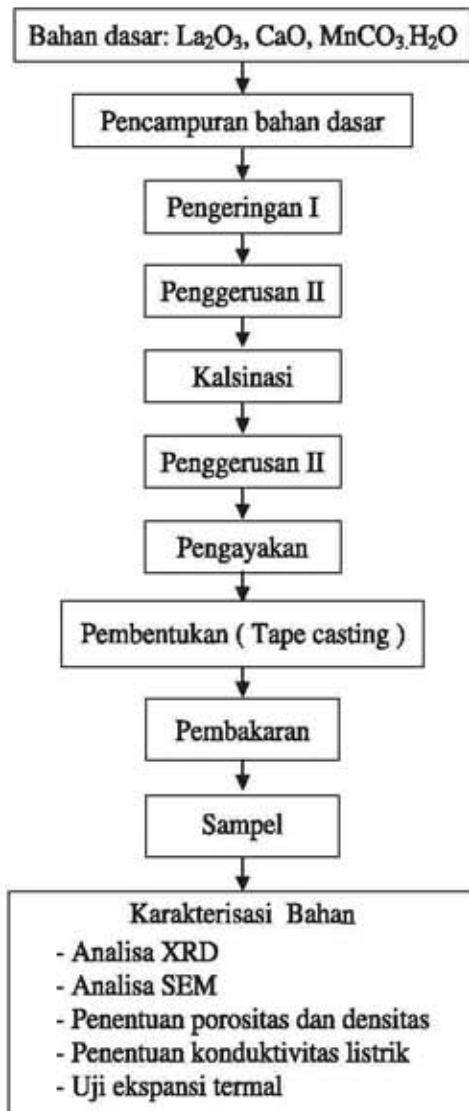 Bahan dasar: La₂O₃, CaO, MnCO₃.H₂O
Pencampuran bahan dasar
Pengeringan I
Penggerusan II
Kalsinasi
Penggerusan II
Pengayakan
Pembentukan ( Tape casting )
Pembakaran
Sampel
Karakterisasi Bahan
- Analisa XRD
- Analisa SEM
- Penentuan porositas dan densitas
- Penentuan konduktivitas listrik
- Uji ekspansi termal